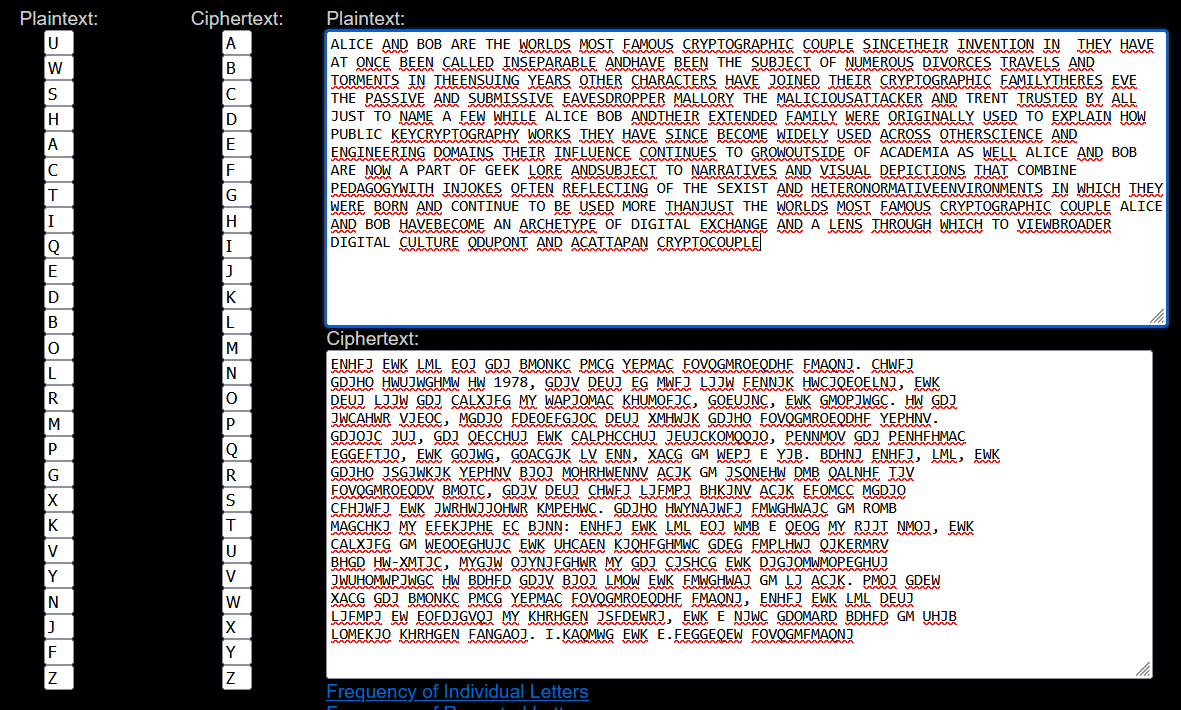 Plaintext:
Ciphertext:
U A
W B
S C
H D
A E
C F
T G
I H
Q I
E J
D K
B L
O M
L N
R O
M P
P Q
G R
X S
K T
V U
Y V
N W
J X
F Y
Z Z
Plaintext:
ALICE AND BOB ARE THE WORLDS MOST FAMOUS CRYPTOGRAPHIC COUPLE SINCETHEIR INVENTION IN  THEY HAVE
AT ONCE BEEN CALLED INSEPARABLE ANDHAVE BEEN THE SUBJECT OF NUMEROUS DIVORCES TRAVELS AND
TORMENTS IN THEENSUING YEARS OTHER CHARACTERS HAVE JOINED THEIR CRYPTOGRAPHIC FAMILYTHERES EVE
THE PASSIVE AND SUBMISSIVE EAVESDROPPER MALLORY THE MALICIOUSATTACKER AND TRENT TRUSTED BY ALL
JUST TO NAME A FEW WHILE ALICE BOB ANDTHEIR EXTENDED FAMILY WERE ORIGINALLY USED TO EXPLAIN HOW
PUBLIC KEYCRYPTOGRAPHY WORKS THEY HAVE SINCE BECOME WIDELY USED ACROSS OTHERSCIENCE AND
ENGINEERING DOMAINS THEIR INFLUENCE CONTINUES TO GROWOUTSIDE OF ACADEMIA AS WELL ALICE AND BOB
ARE NOW A PART OF GEEK LORE ANDSUBJECT TO NARRATIVES AND VISUAL DEPICTIONS THAT COMBINE
PEDAGOGYWITH INJOKES OFTEN REFLECTING OF THE SEXIST AND HETERONORMATIVEENVIRONMENTS IN WHICH THEY
WERE BORN AND CONTINUE TO BE USED MORE THANJUST THE WORLDS MOST FAMOUS CRYPTOGRAPHIC COUPLE ALICE
AND BOB HAVEBECOME AN ARCHETYPE OF DIGITAL EXCHANGE AND A LENS THROUGH WHICH TO VIEWBROADER
DIGITAL CULTURE QDUPONT AND ACATTAPAN CRYPTOCOUPLE
Ciphertext:
ENHFJ EWK LML EOJ GDJ BMONKC PMCG YEPMAC FOVQGMROEQDHF FMAQNJ. CHWFJ
GDJHO HWUJWGHMW HW 1978, GDJV DEUJ EG MWFJ LJJW FENNJK HWCJQEOELNJ, EWK
DEUJ LJJW GDJ CALXJFG MY WAPJOMAC KHUMOFJC, GOEUJNC, EWK GMOPJWGC. HW GDJ
JWCAHWR VJEOC, MGDJO FDEOEFGJOC DEUJ XMHWJK GDJHO FOVQGMROEQDHF YEPHNV.
GDJOJC JUJ, GDJ QECCHUJ EWK CALPHCCHUJ JEUJCKOMQQJO, PENNMOV GDJ PENHFHMAC
EGGEFTJO, EWK GOJWG, GOACGJK LV ENN, XACG GM WEPJ E YJB. BDHNJ ENHFJ, LML, EWK
GDJHO JSGJWKJK YEPHNV BJOJ MOHRHWENNV ACJK GM JSQNEHW DMB QALNHF TJV
FOVQGMROEQDV BMOTC, GDJV DEUJ CHWFJ LJFMPJ BHKJNV ACJK EFOMCC MGDJO
CFHJWFJ EWK JWRHWJJOHWR KMPEHWC. GDJHO HWYNAJWFJ FMWGHWAJC GM ROMB
MAGCHKJ MY EFEKJPHE EC BJNN: ENHFJ EWK LML EOJ WMB E QEOG MY RJJT NMOJ, EWK
CALXJFG GM WEOOEGHUJC EWK UHCAEN KJQHFGHMWC GDEG FMPLHWJ QJKERMRV
BHGD HW-XMTJC, MYGJW OJYNJFGHWR MY GDJ CJSHCG EWK DJGJOMWMOPEGHUJ
JWUHOMWPJWGC HW BDHFD GDJV BJOJ LMOW EWK FMWGHWAJ GM LJ ACJK. PMOJ GDEW
XACG GDJ BMONKC PMCG YEPMAC FOVQGMROEQDHF FMAQNJ, ENHFJ EWK LML DEUJ
LJFMPJ EW EOFDJGVQJ MY KHRHGEN JSFDEWRJ, EWK E NJWC GDOMARD BDHFD GM UHJB
LOMEKJO KHRHGEN FANGAOJ. I.KAQMWG EWK E.FEGGEQEW FOVQGMFMAQNJ
Frequency of Individual Letters